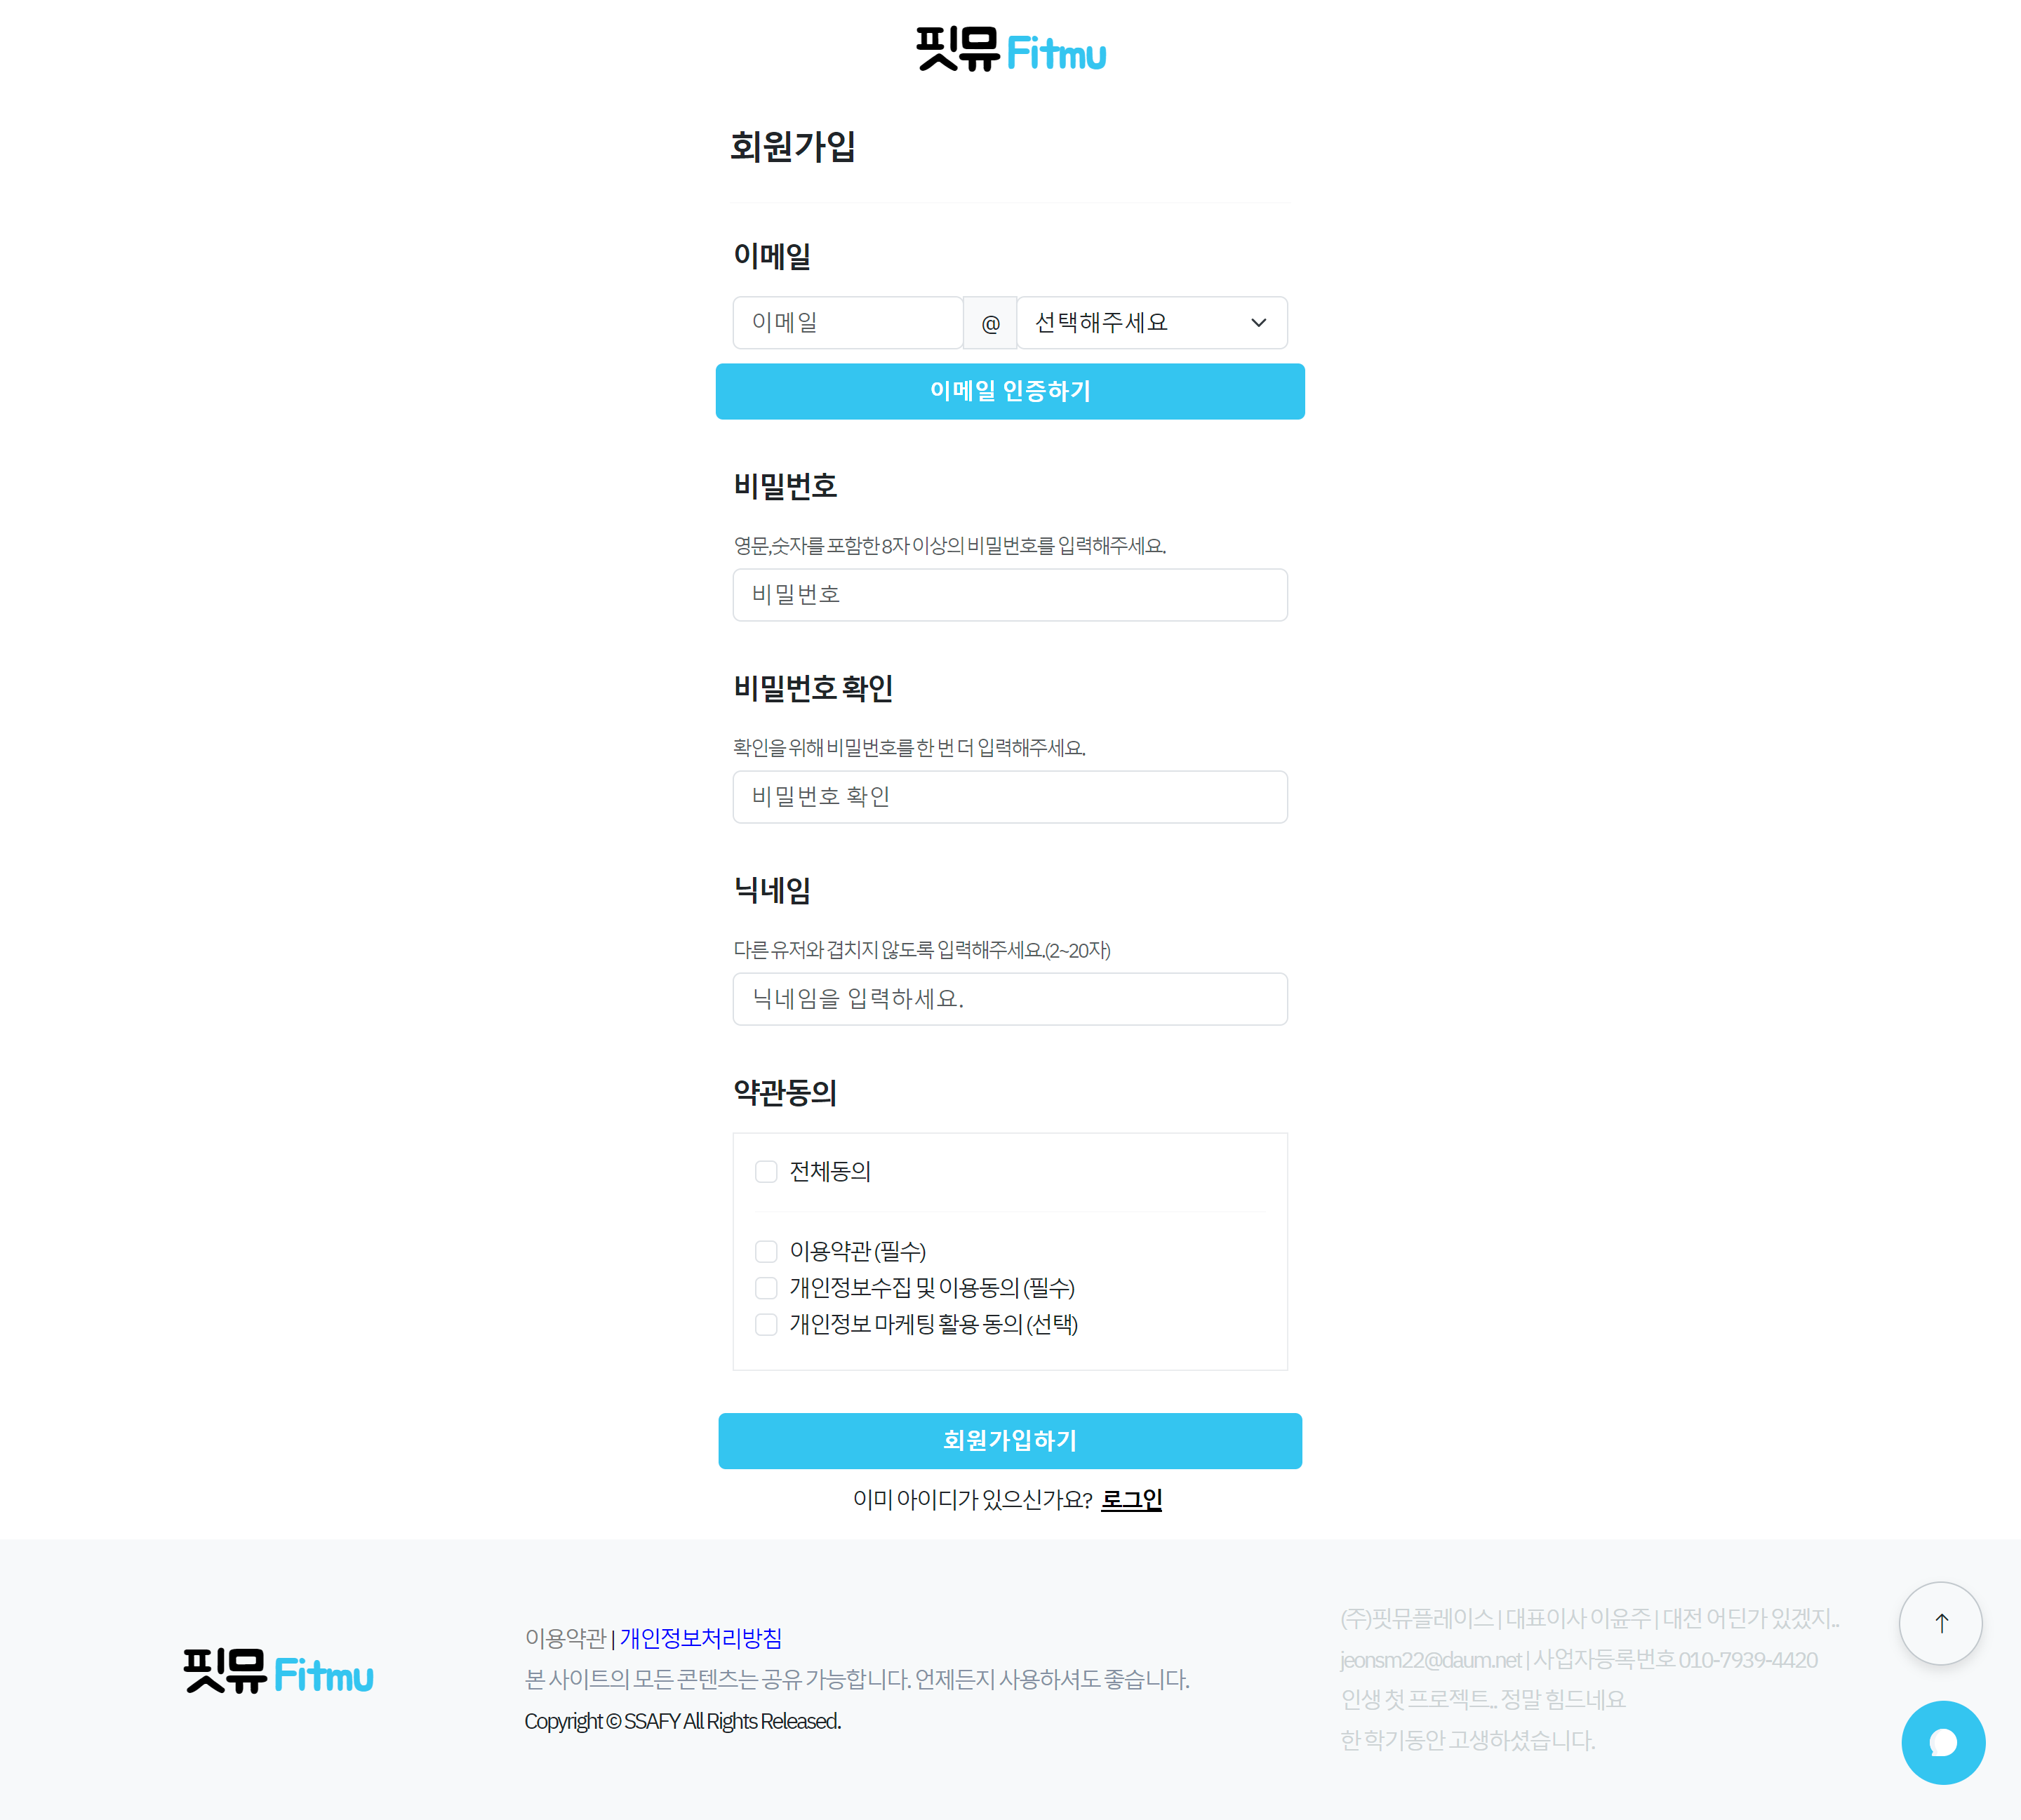 핏뮤 Fitmu
회원가입
이메일
이메일 @ 선택해주세요
이메일 인증하기
비밀번호
영문,숫자를 포함한 8자 이상의 비밀번호를 입력해주세요.
비밀번호
비밀번호 확인
확인을 위해 비밀번호를 한 번 더 입력해주세요.
비밀번호 확인
닉네임
다른 유저와 겹치지 않도록 입력해주세요.(2~20자)
닉네임을 입력하세요.
약관동의
전체동의
이용약관 (필수)
개인정보수집 및 이용동의 (필수)
개인정보 마케팅 활용 동의 (선택)
회원가입하기
이미 아이디가 있으신가요? 로그인
핏뮤 Fitmu
이용약관 | 개인정보처리방침
본 사이트의 모든 콘텐츠는 공유 가능합니다. 언제든지 사용하셔도 좋습니다.
Copyright © SSAFY All Rights Released.
(주)핏뮤플레이스 | 대표이사 이윤주 | 대전 어딘가 있겠지..
jeonsm22@daum.net | 사업자등록번호 010-7939-4420
인생 첫 프로젝트.. 정말 힘드네요
한 학기동안 고생하셨습니다.